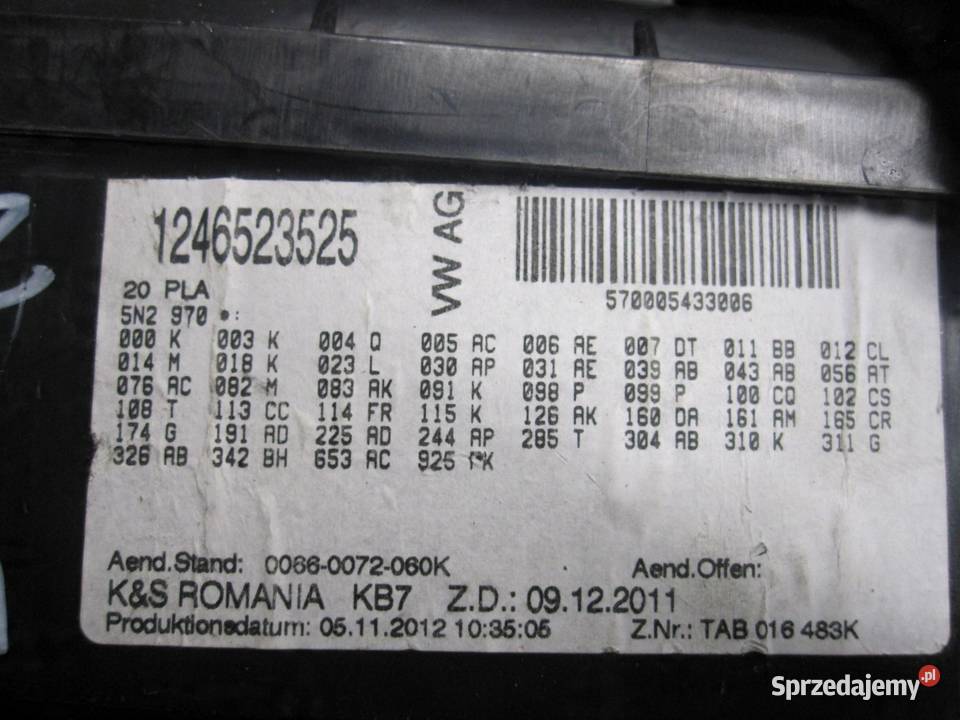 1246523525
VW AG
570005433006
20 PLA
5N2 970 •:
000 K 003 K 004 Q 005 AC 006 AE 007 DT 011 BB 012 CL
014 M 018 K 023 L 030 AP 031 AE 039 AB 043 AB 056 AT
076 AC 082 M 083 AK 091 K 098 P 099 P 100 CQ 102 CS
108 T 113 CC 114 FR 115 K 126 AK 160 DA 161 AM 165 CR
174 G 191 AD 225 AD 244 AP 285 T 304 AB 310 K 311 G
326 AB 342 BH 653 AC 925
Aend.Stand: 0066-0072-060K Aend.Offen:
K&S ROMANIA KB7 Z.D.: 09.12.2011
Produktionsdatum: 05.11.2012 10:35:05 Z.Nr.: TAB 016 483K
Sprzedajemy.pl